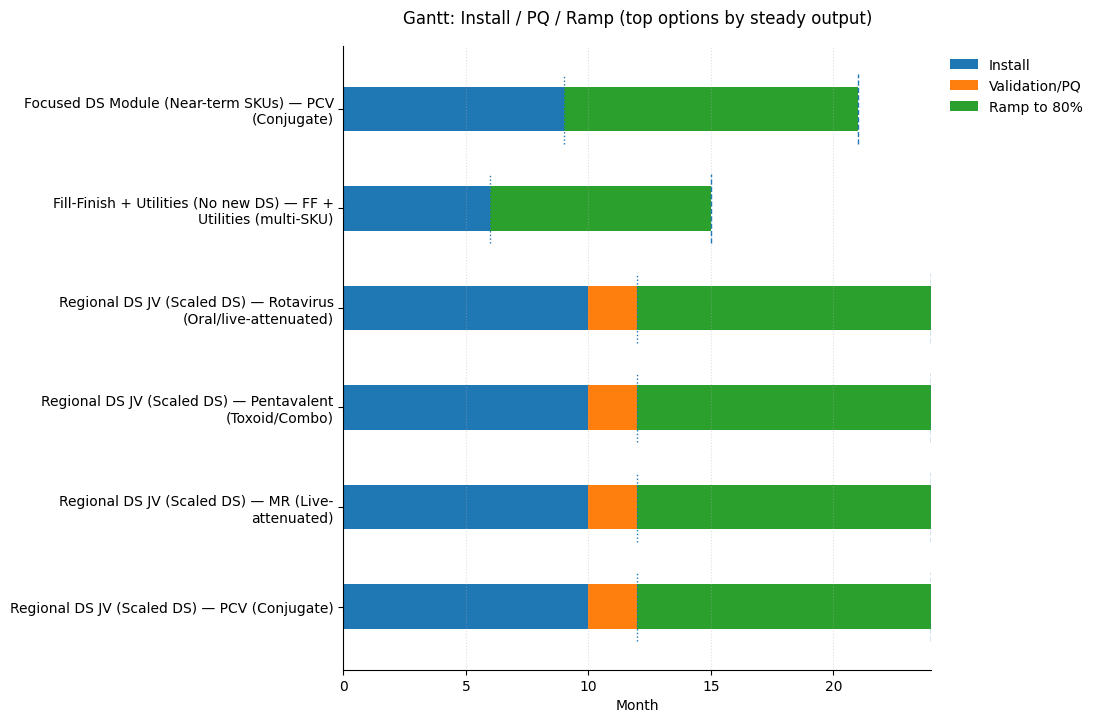 Gantt: Install / PQ / Ramp (top options by steady output)
Install
Validation/PQ
Ramp to 80%
Focused DS Module (Near-term SKUs) — PCV
(Conjugate)
Fill-Finish + Utilities (No new DS) — FF +
Utilities (multi-SKU)
Regional DS JV (Scaled DS) — Rotavirus
(Oral/live-attenuated)
Regional DS JV (Scaled DS) — Pentavalent
(Toxoid/Combo)
Regional DS JV (Scaled DS) — MR (Live-
attenuated)
Regional DS JV (Scaled DS) — PCV (Conjugate)
0 5 10 15 20
Month